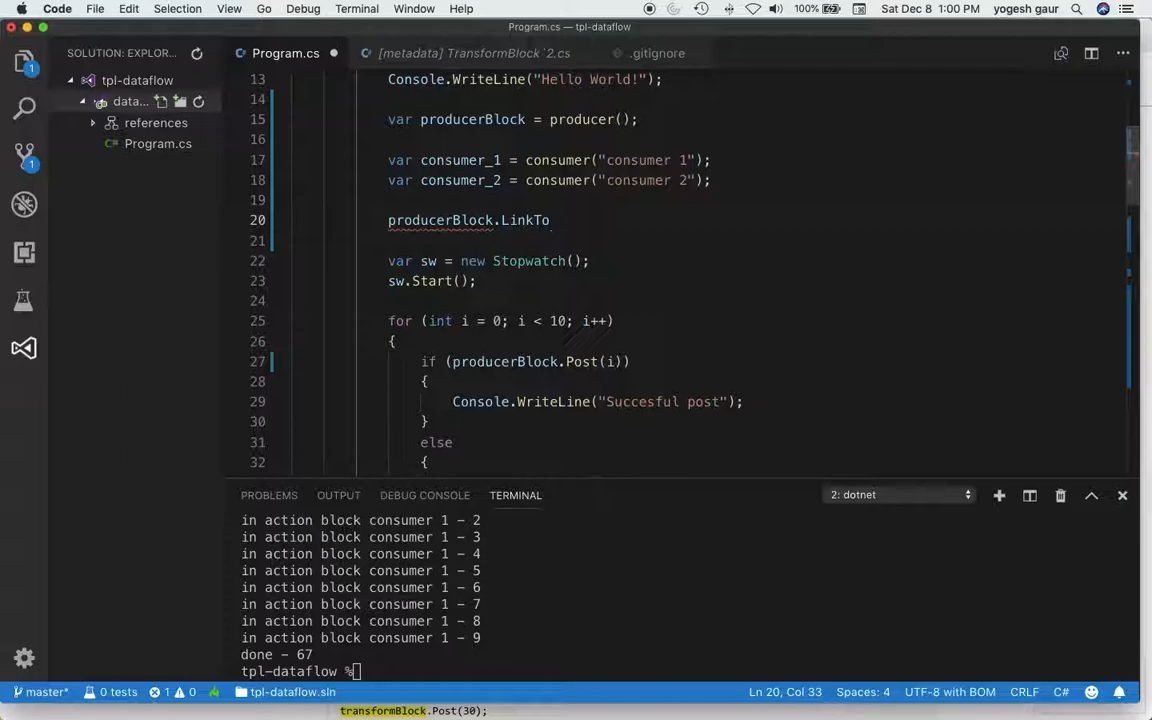 Code File Edit Selection View Go Debug Terminal Window Help 100% Sat Dec 8 1:00 PM yogesh gaur
Program.cs — tpl-dataflow
SOLUTION: EXPLOR...
Program.cs
[metadata] TransformBlock`2.cs
.gitignore
tpl-dataflow
data...
references
Program.cs
1
1
13 Console.WriteLine("Hello World!");
14
15 var producerBlock = producer();
16
17 var consumer_1 = consumer("consumer 1");
18 var consumer_2 = consumer("consumer 2");
19
20 producerBlock.LinkTo
21
22 var sw = new Stopwatch();
23 sw.Start();
24
25 for (int i = 0; i < 10; i++)
26 {
27 if (producerBlock.Post(i))
28 {
29 Console.WriteLine("Succesful post");
30 }
31 else
32 {
PROBLEMS OUTPUT DEBUG CONSOLE TERMINAL 2: dotnet
in action block consumer 1 - 2
in action block consumer 1 - 3
in action block consumer 1 - 4
in action block consumer 1 - 5
in action block consumer 1 - 6
in action block consumer 1 - 7
in action block consumer 1 - 8
in action block consumer 1 - 9
done - 67
tpl-dataflow %
master* 0 tests 1 0 tpl-dataflow.sln Ln 20, Col 33 Spaces: 4 UTF-8 with BOM CRLF C#
transformBlock.Post(30);